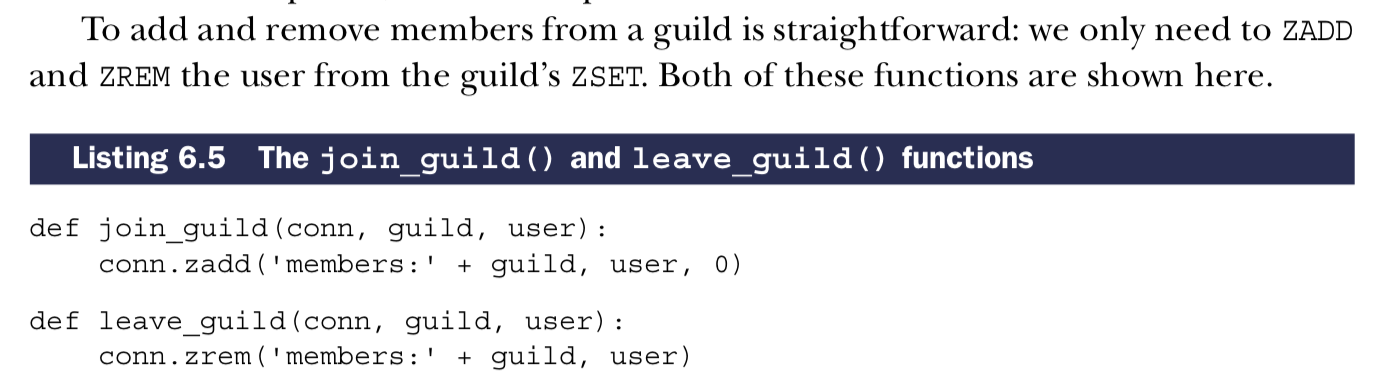 To add and remove members from a guild is straightforward: we only need to ZADD
and ZREM the user from the guild’s ZSET. Both of these functions are shown here.
Listing 6.5 The join_guild() and leave_guild() functions
def join_guild(conn, guild, user):
    conn.zadd('members:' + guild, user, 0)
def leave_guild(conn, guild, user):
    conn.zrem('members:' + guild, user)